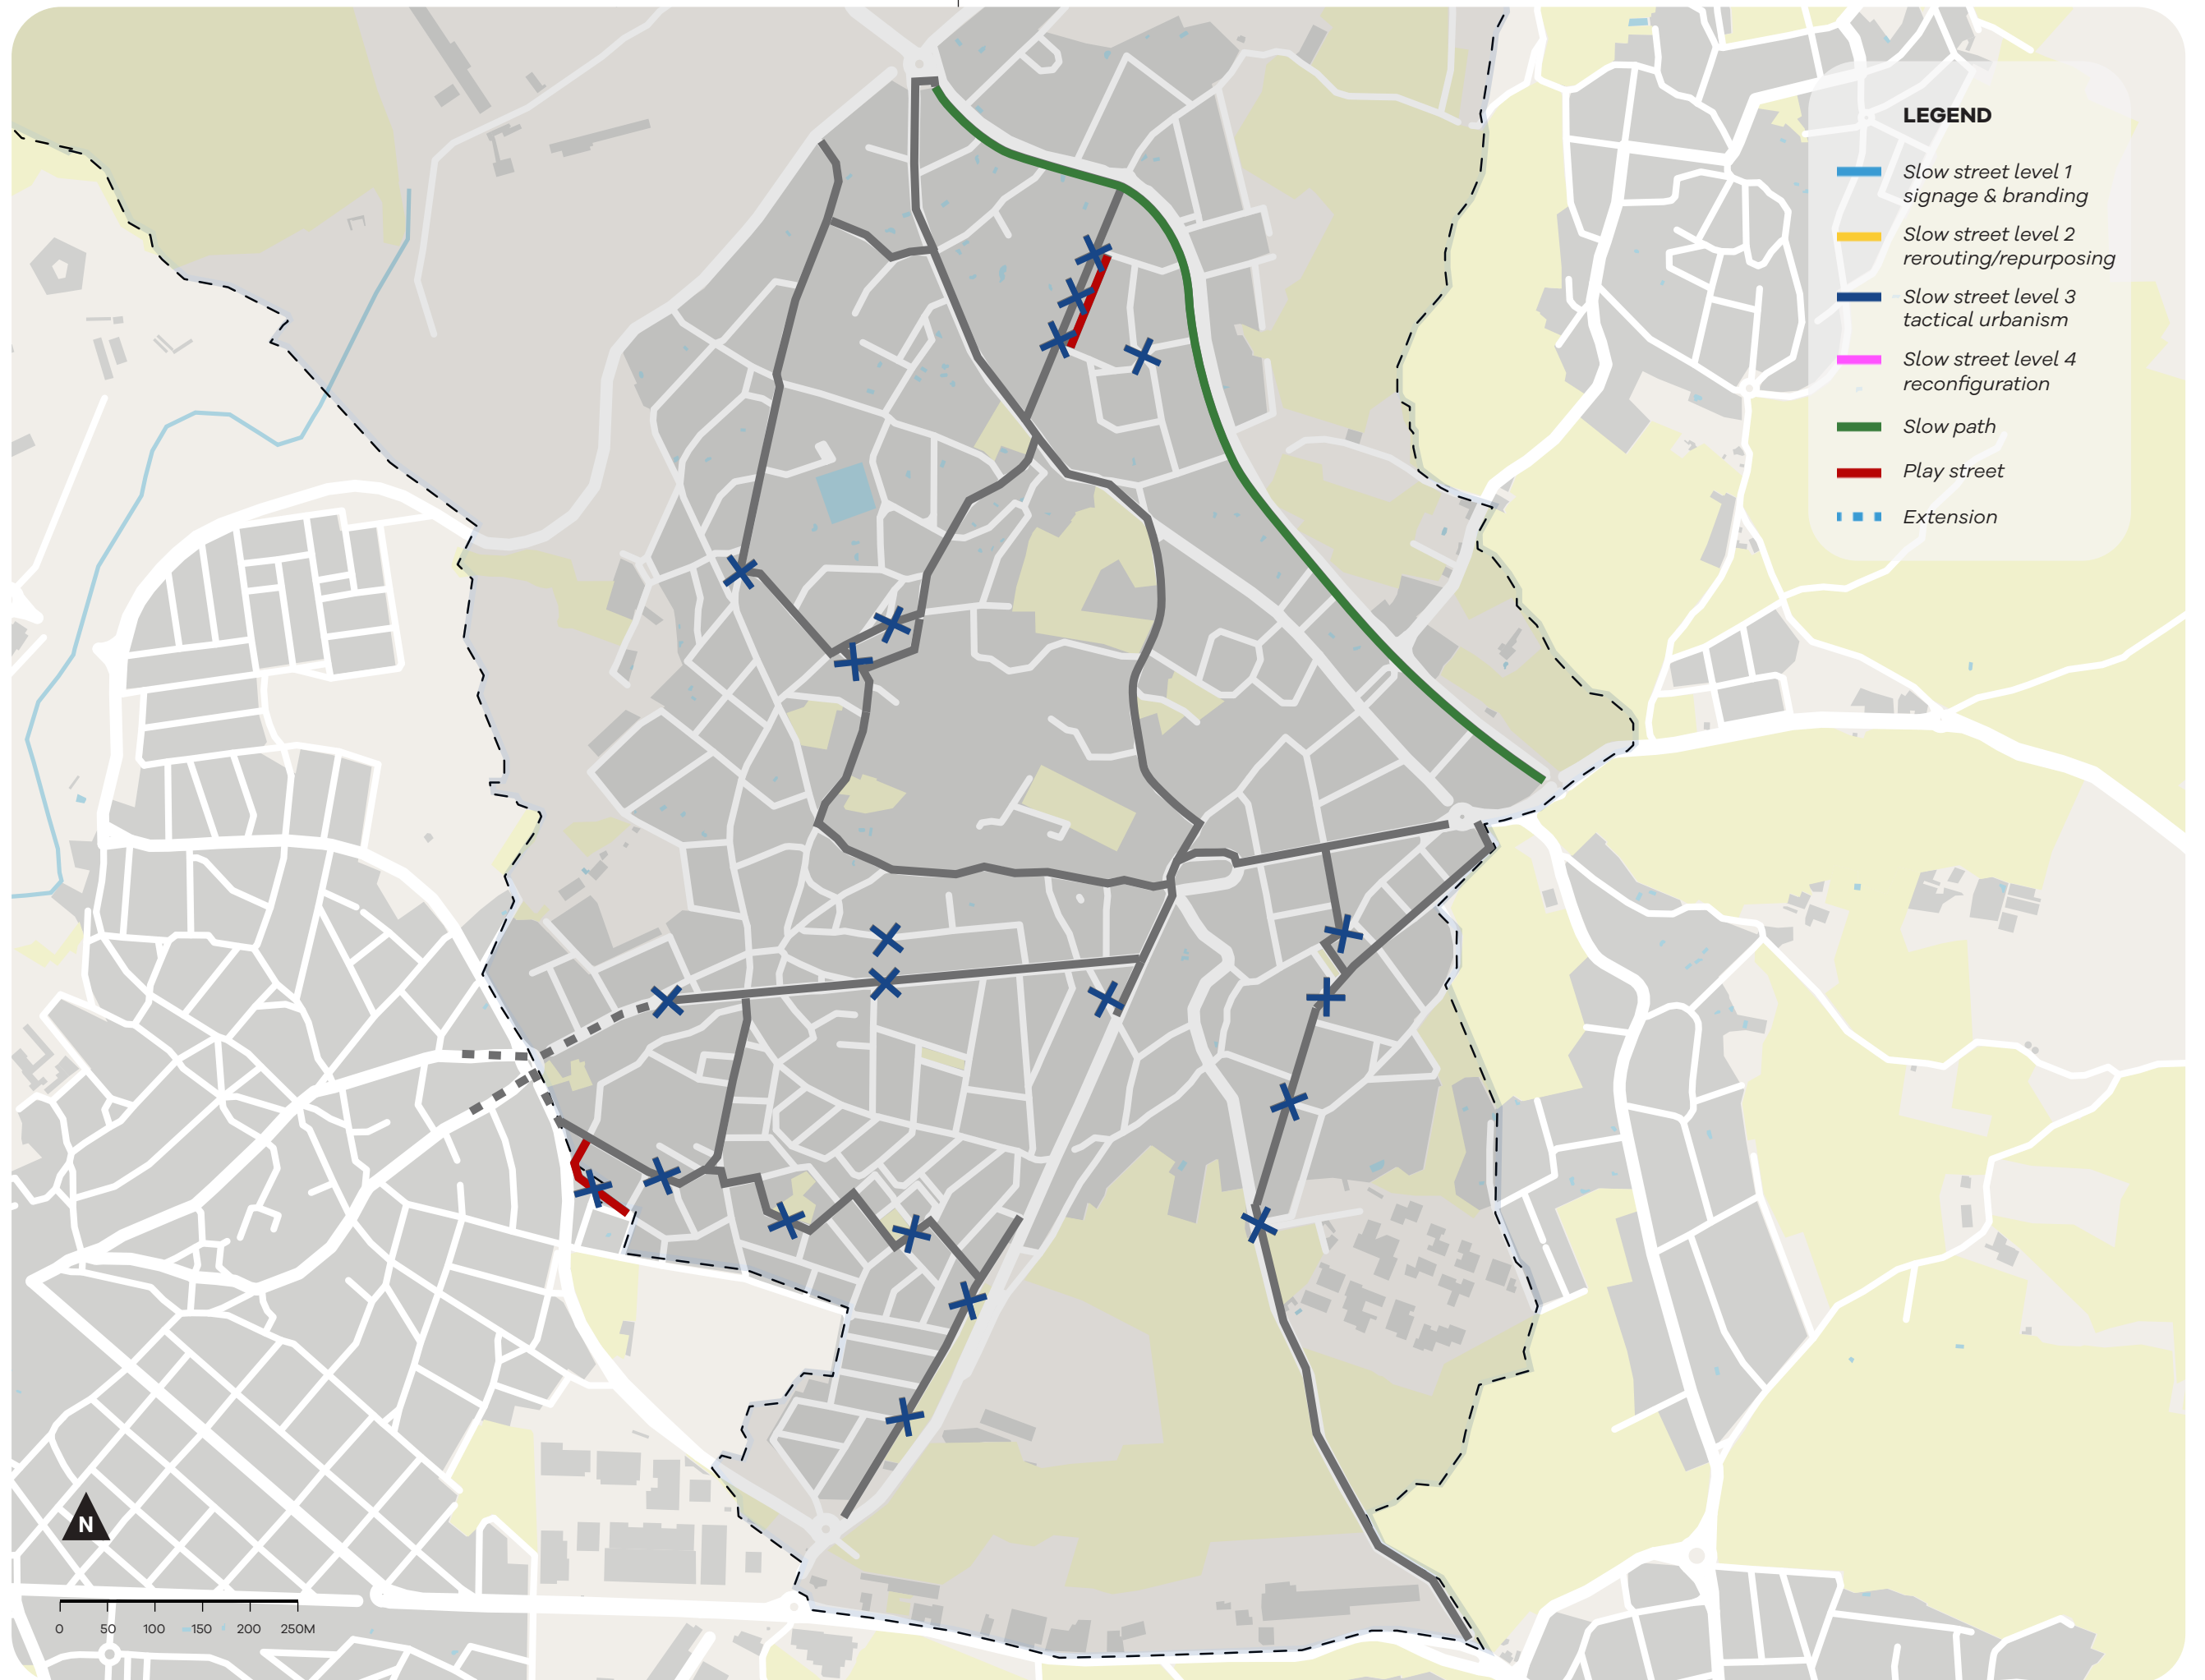 LEGEND
Slow street level 1
signage & branding
Slow street level 2
rerouting/repurposing
Slow street level 3
tactical urbanism
Slow street level 4
reconfiguration
Slow path
Play street
Extension
N
0 50 100 150 200 250M